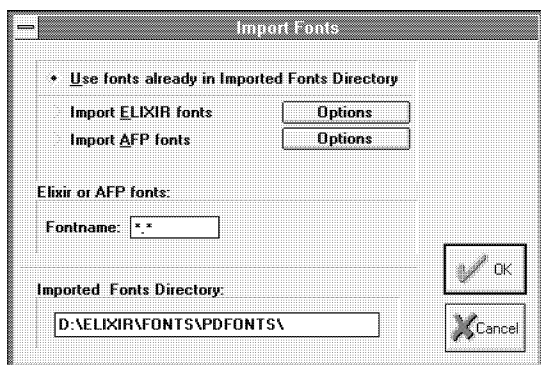 Import Fonts
Use fonts already in Imported Fonts Directory
Import ELIXIR fonts Options
Import AFP fonts Options
Elixir or AFP fonts:
Fontname: *.*
OK
Imported Fonts Directory:
D:\ELIXIR\FONTS\PDFONTS\
Cancel